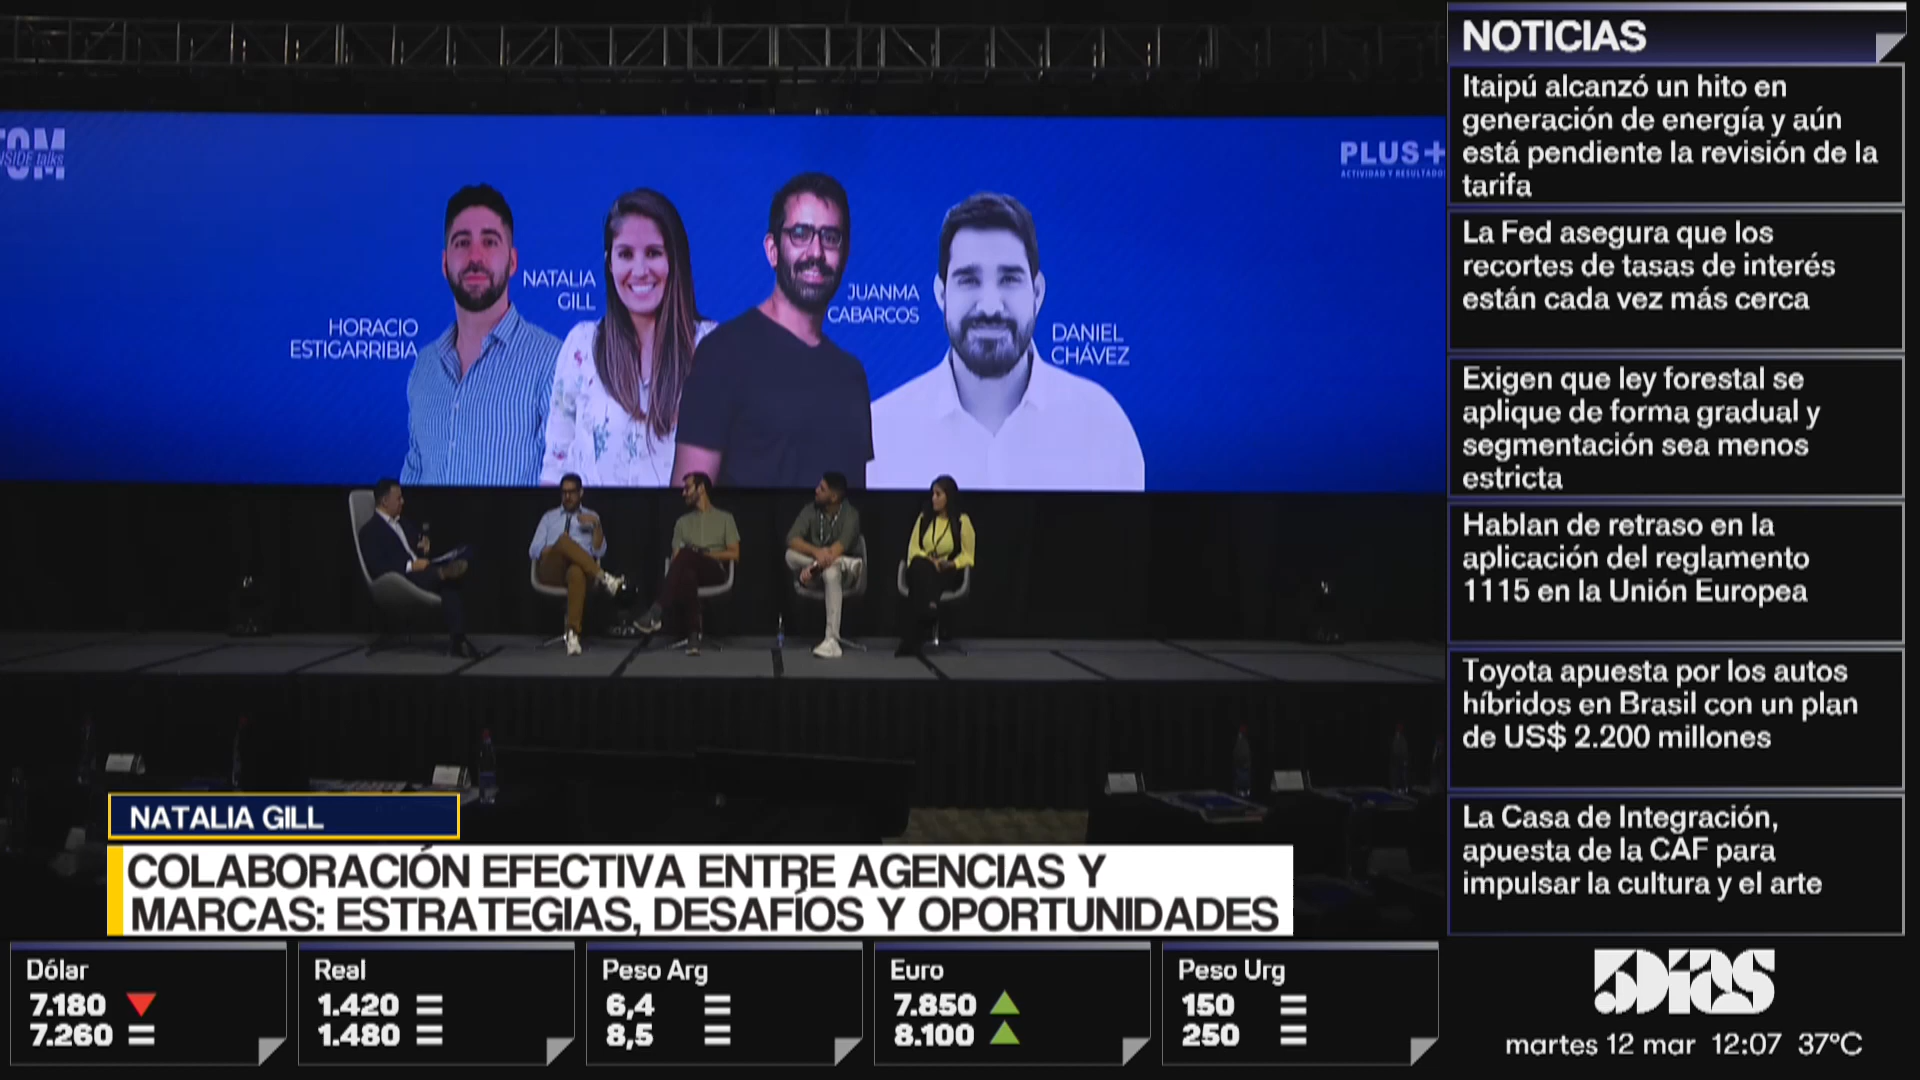 TOM
INSIDE talks
PLUS+
ACTIVIDAD Y RESULTADOS
HORACIO
ESTIGARRIBIA
NATALIA
GILL
JUANMA
CABARCOS
DANIEL
CHÁVEZ
NATALIA GILL
COLABORACIÓN EFECTIVA ENTRE AGENCIAS Y
MARCAS: ESTRATEGIAS, DESAFÍOS Y OPORTUNIDADES
NOTICIAS
Itaipú alcanzó un hito en
generación de energía y aún
está pendiente la revisión de la
tarifa
La Fed asegura que los
recortes de tasas de interés
están cada vez más cerca
Exigen que ley forestal se
aplique de forma gradual y
segmentación sea menos
estricta
Hablan de retraso en la
aplicación del reglamento
1115 en la Unión Europea
Toyota apuesta por los autos
híbridos en Brasil con un plan
de US$ 2.200 millones
La Casa de Integración,
apuesta de la CAF para
impulsar la cultura y el arte
Dólar
7.180
7.260
Real
1.420
1.480
Peso Arg
6,4
8,5
Euro
7.850
8.100
Peso Urg
150
250
5Días
martes 12 mar 12:07 37°C